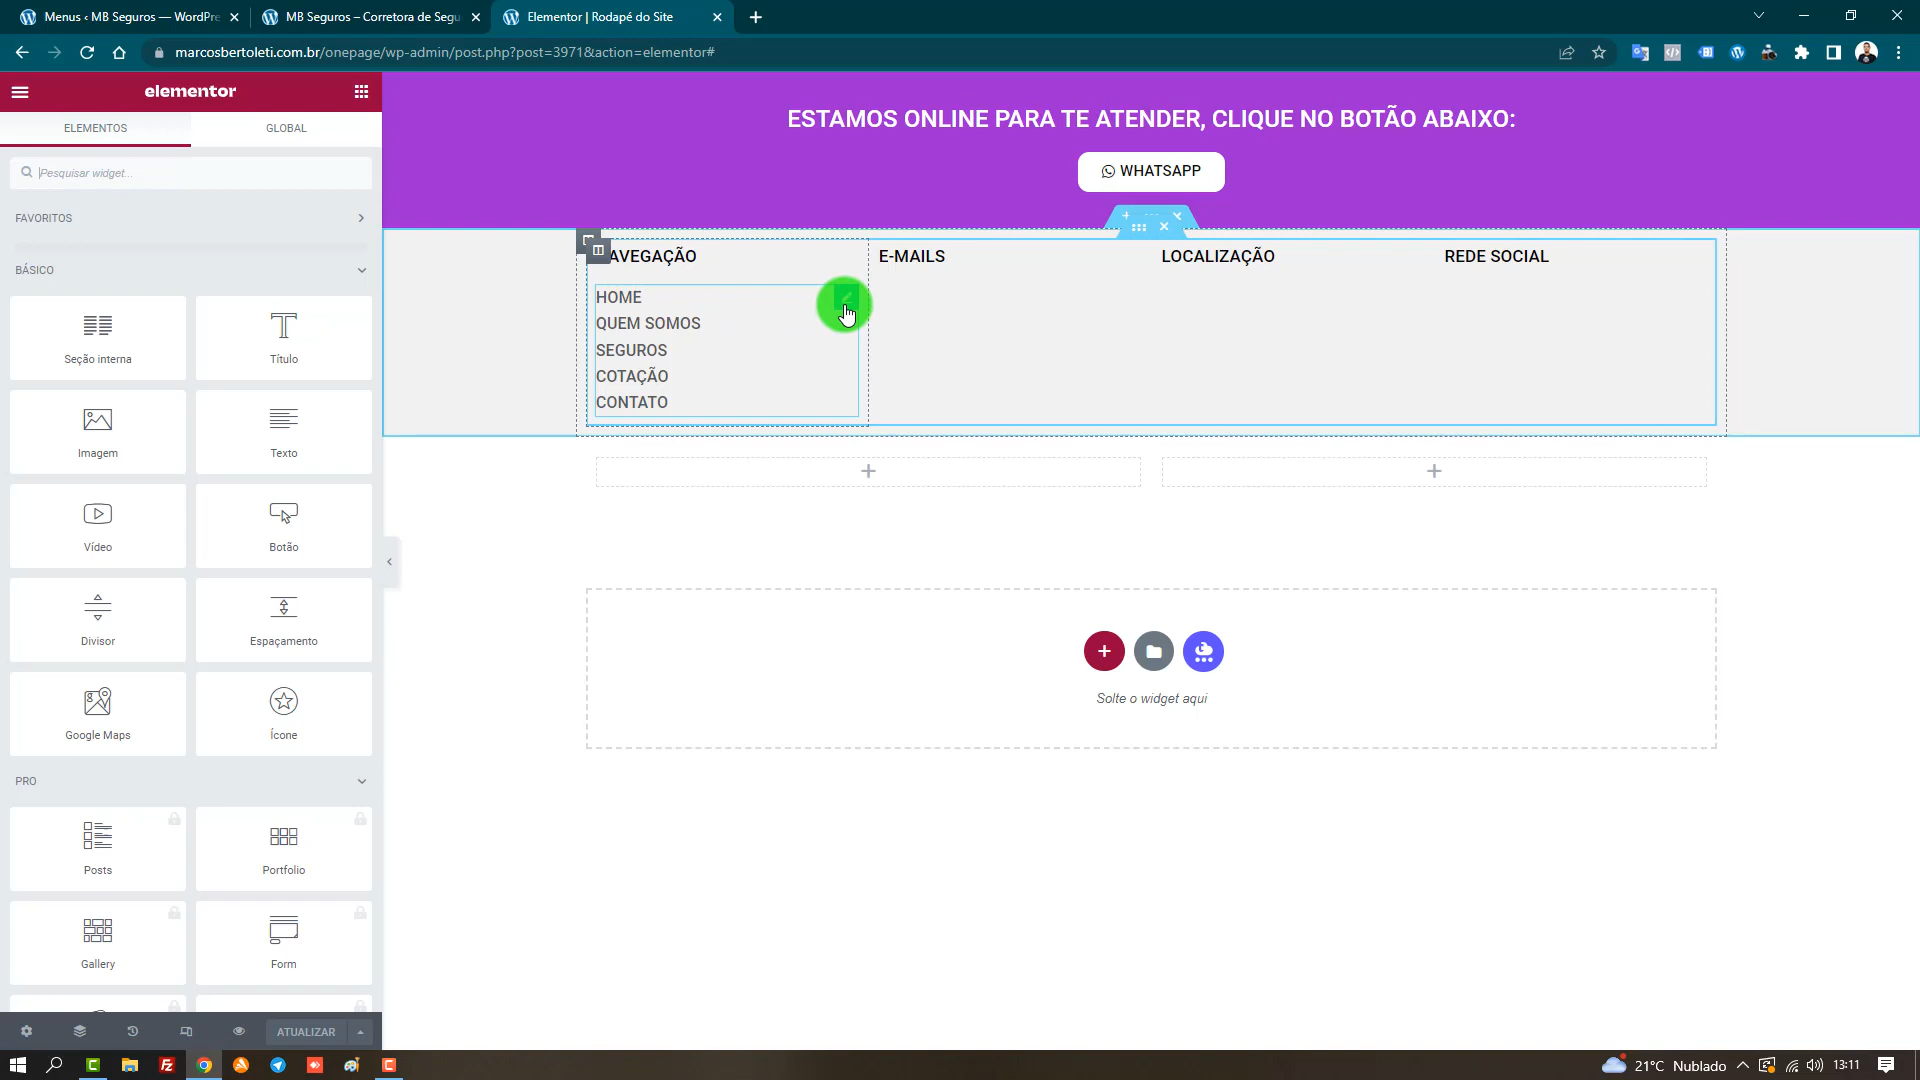 Menus ‹ MB Seguros — WordPre
MB Seguros – Corretora de Segu
Elementor | Rodapé do Site
marcosbertoleti.com.br/onepage/wp-admin/post.php?post=3971&action=elementor#
elementor
ELEMENTOS
GLOBAL
Pesquisar widget...
FAVORITOS
BÁSICO
Seção interna
Título
Imagem
Texto
Vídeo
Botão
Divisor
Espaçamento
Google Maps
Ícone
PRO
Posts
Portfolio
Gallery
Form
ATUALIZAR
ESTAMOS ONLINE PARA TE ATENDER, CLIQUE NO BOTÃO ABAIXO:
WHATSAPP
AVEGAÇÃO
E-MAILS
LOCALIZAÇÃO
REDE SOCIAL
HOME
QUEM SOMOS
SEGUROS
COTAÇÃO
CONTATO
Solte o widget aqui
21°C Nublado
13:11